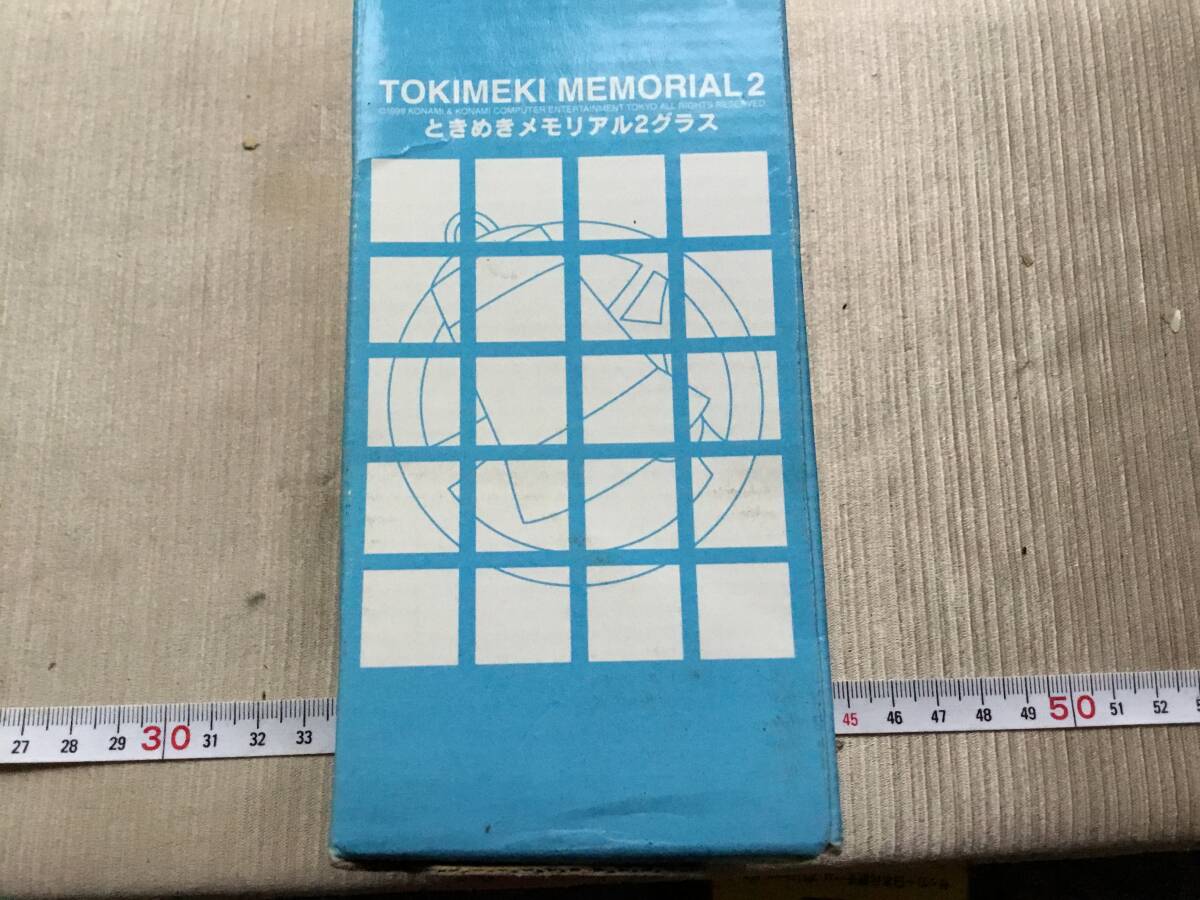 TOKIMEKI MEMORIAL 2
©1999 KONAMI & KONAMI COMPUTER ENTERTAINMENT TOKYO ALL RIGHTS RESERVED
ときめきメモリアル2グラス
27 28 29 30 31 32 33 45 46 47 48 49 50 51 52